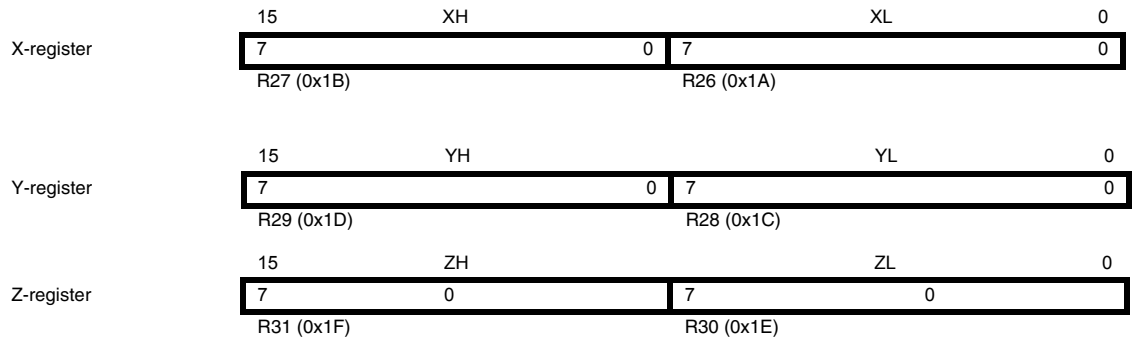 15 XH XL 0
X-register 7 0 7 0
R27 (0x1B) R26 (0x1A)
15 YH YL 0
Y-register 7 0 7 0
R29 (0x1D) R28 (0x1C)
15 ZH ZL 0
Z-register 7 0 7 0
R31 (0x1F) R30 (0x1E)